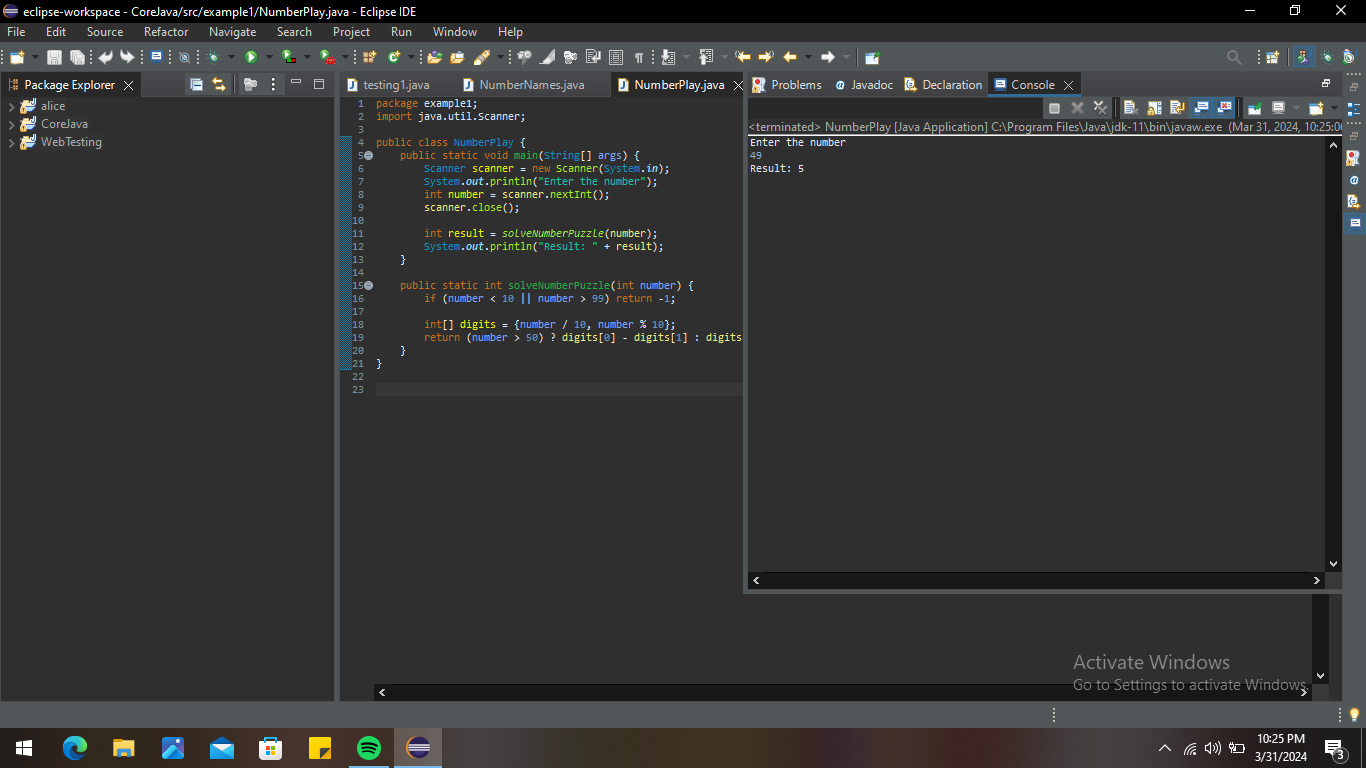 eclipse-workspace - CoreJava/src/example1/NumberPlay.java - Eclipse IDE
File Edit Source Refactor Navigate Search Project Run Window Help
Package Explorer
alice
CoreJava
WebTesting
testing1.java NumberNames.java NumberPlay.java
1 package example1;
2 import java.util.Scanner;
3
4 public class NumberPlay {
5 public static void main(String[] args) {
6 Scanner scanner = new Scanner(System.in);
7 System.out.println("Enter the number");
8 int number = scanner.nextInt();
9 scanner.close();
10
11 int result = solveNumberPuzzle(number);
12 System.out.println("Result: " + result);
13 }
14
15 public static int solveNumberPuzzle(int number) {
16 if (number < 10 || number > 99) return -1;
17
18 int[] digits = {number / 10, number % 10};
19 return (number > 50) ? digits[0] - digits[1] : digits
20 }
21 }
22
23
Problems @ Javadoc Declaration Console
<terminated> NumberPlay [Java Application] C:\Program Files\Java\jdk-11\bin\javaw.exe (Mar 31, 2024, 10:25:0
Enter the number
49
Result: 5
Activate Windows
Go to Settings to activate Windows.
10:25 PM
3/31/2024
3